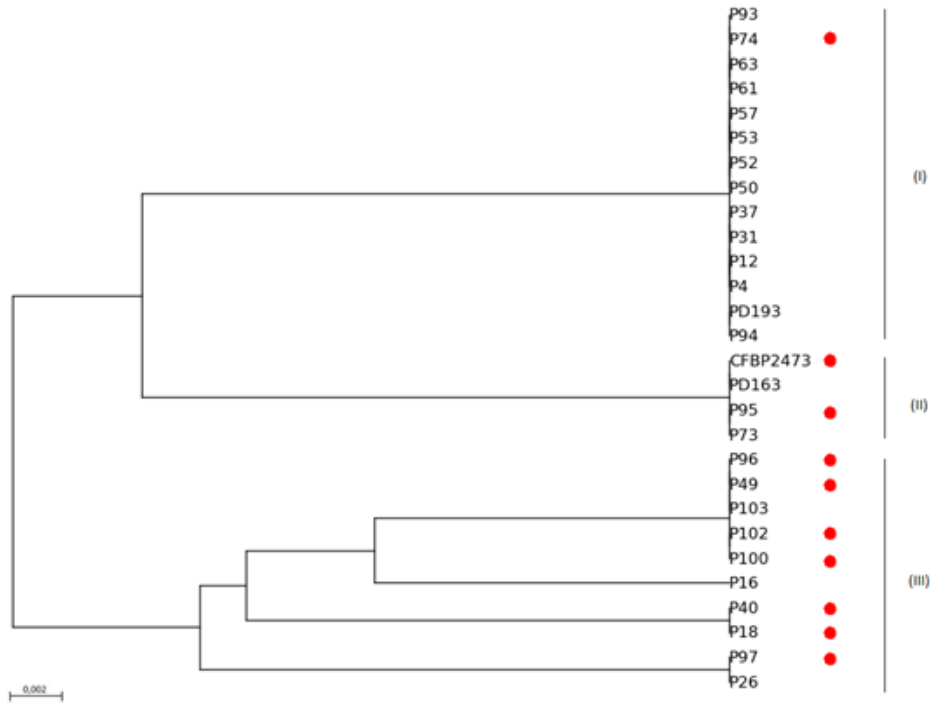 P93
P74
P63
P61
P57
P53
P52
(I)
P50
P37
P31
P12
P4
PD193
P94
CFBP2473
PD163
(II)
P95
P73
P96
P49
P103
P102
P100
(III)
P16
P40
P18
P97
P26
0,002